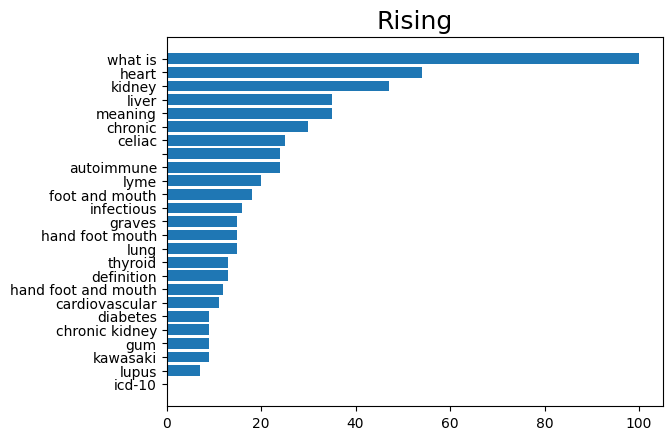 Rising
what is
heart
kidney
liver
meaning
chronic
celiac
autoimmune
lyme
foot and mouth
infectious
graves
hand foot mouth
lung
thyroid
definition
hand foot and mouth
cardiovascular
diabetes
chronic kidney
gum
kawasaki
lupus
icd-10
0 20 40 60 80 100